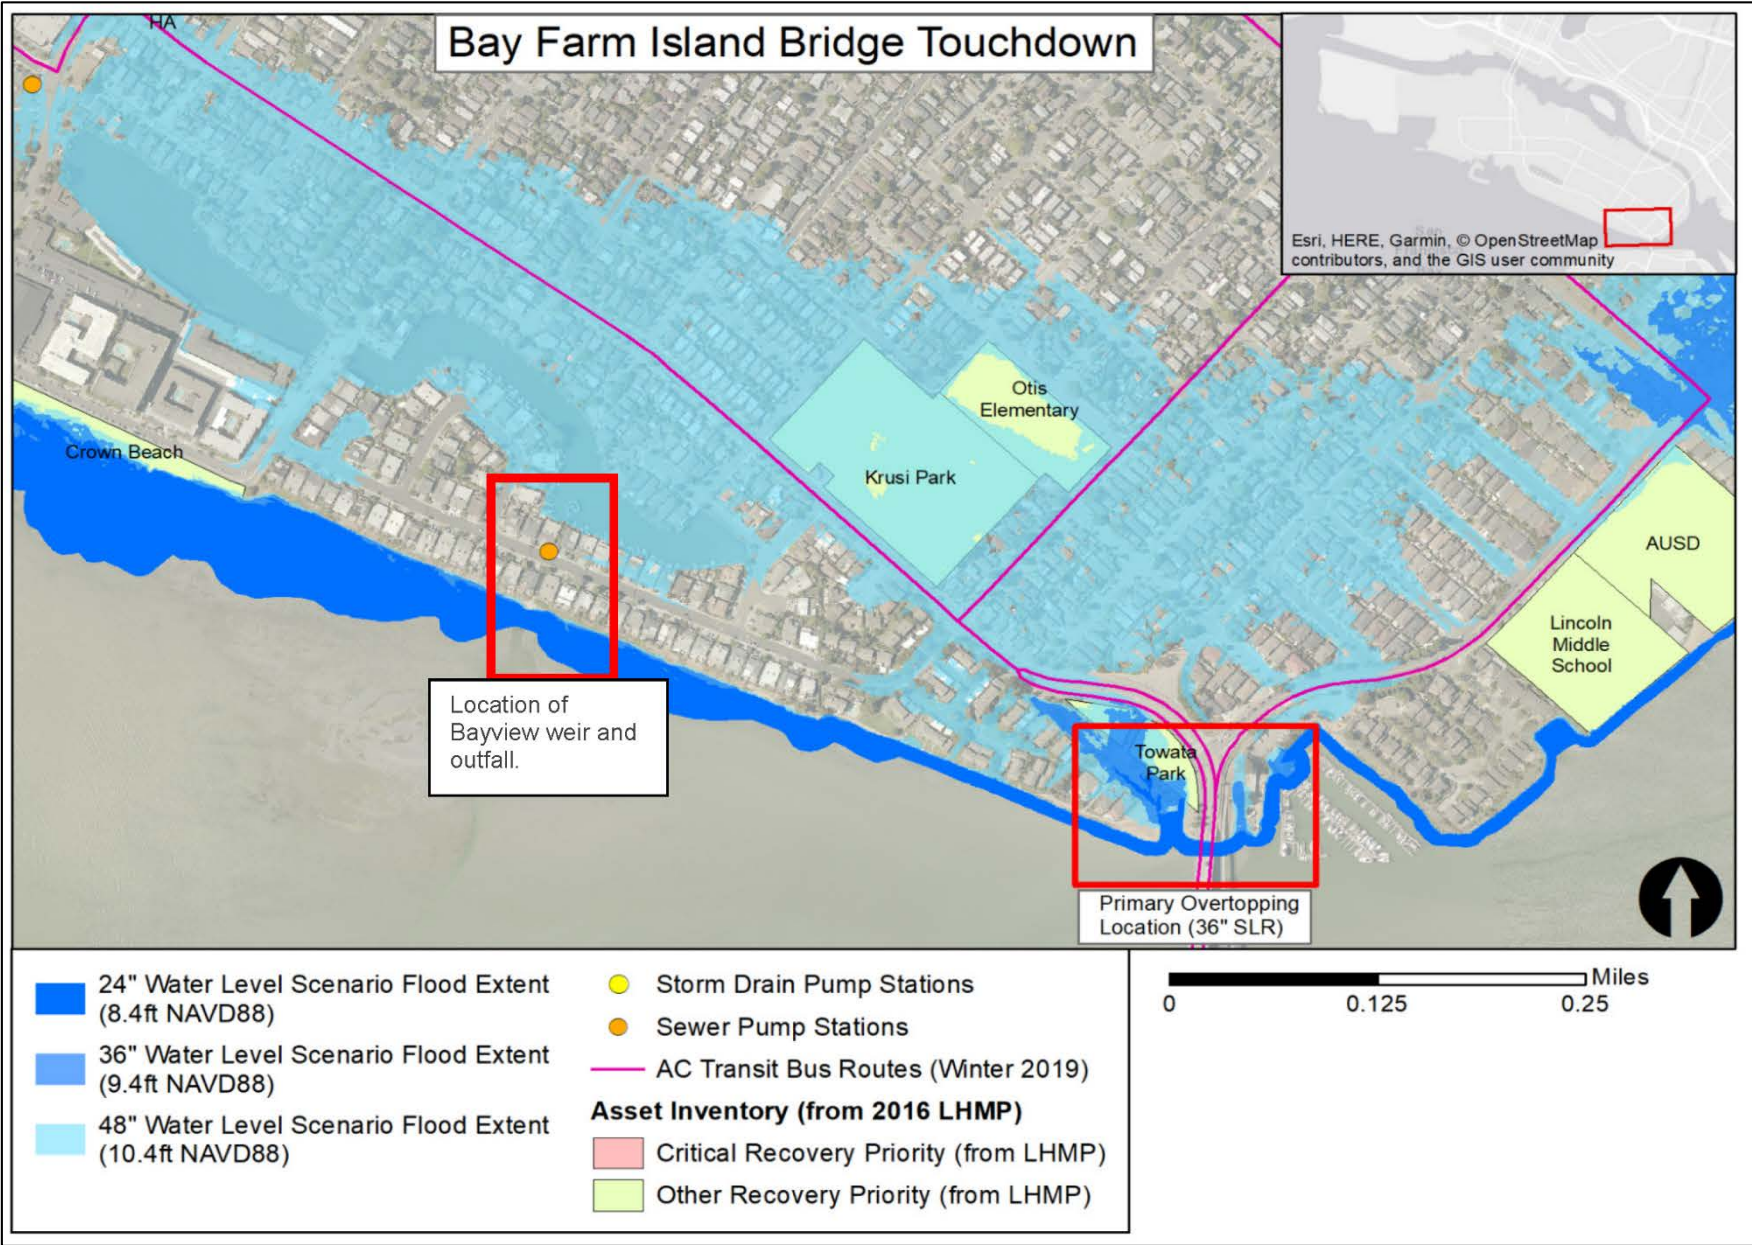 HA
Bay Farm Island Bridge Touchdown
Esri, HERE, Garmin, © OpenStreetMap
contributors, and the GIS user community
Otis
Elementary
Krusi Park
Crown Beach
AUSD
Lincoln
Middle
School
Location of
Bayview weir and
outfall.
Towata
Park
Primary Overtopping
Location (36" SLR)
24" Water Level Scenario Flood Extent
(8.4ft NAVD88)
36" Water Level Scenario Flood Extent
(9.4ft NAVD88)
48" Water Level Scenario Flood Extent
(10.4ft NAVD88)
Storm Drain Pump Stations
Sewer Pump Stations
AC Transit Bus Routes (Winter 2019)
Asset Inventory (from 2016 LHMP)
Critical Recovery Priority (from LHMP)
Other Recovery Priority (from LHMP)
Miles
0 0.125 0.25